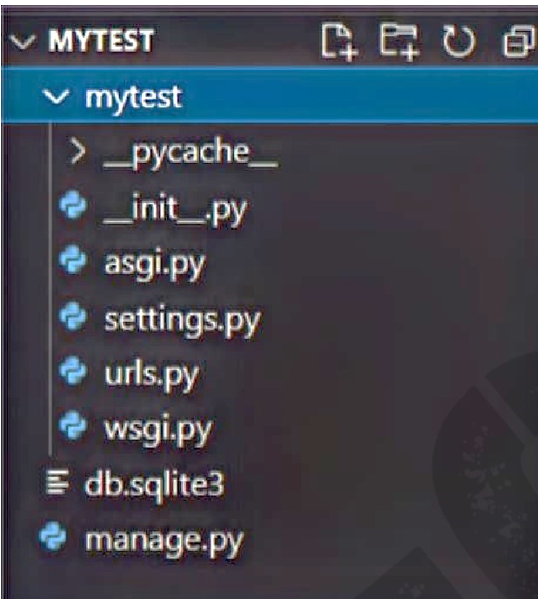 MYTEST
mytest
__pycache__
__init__.py
asgi.py
settings.py
urls.py
wsgi.py
db.sqlite3
manage.py